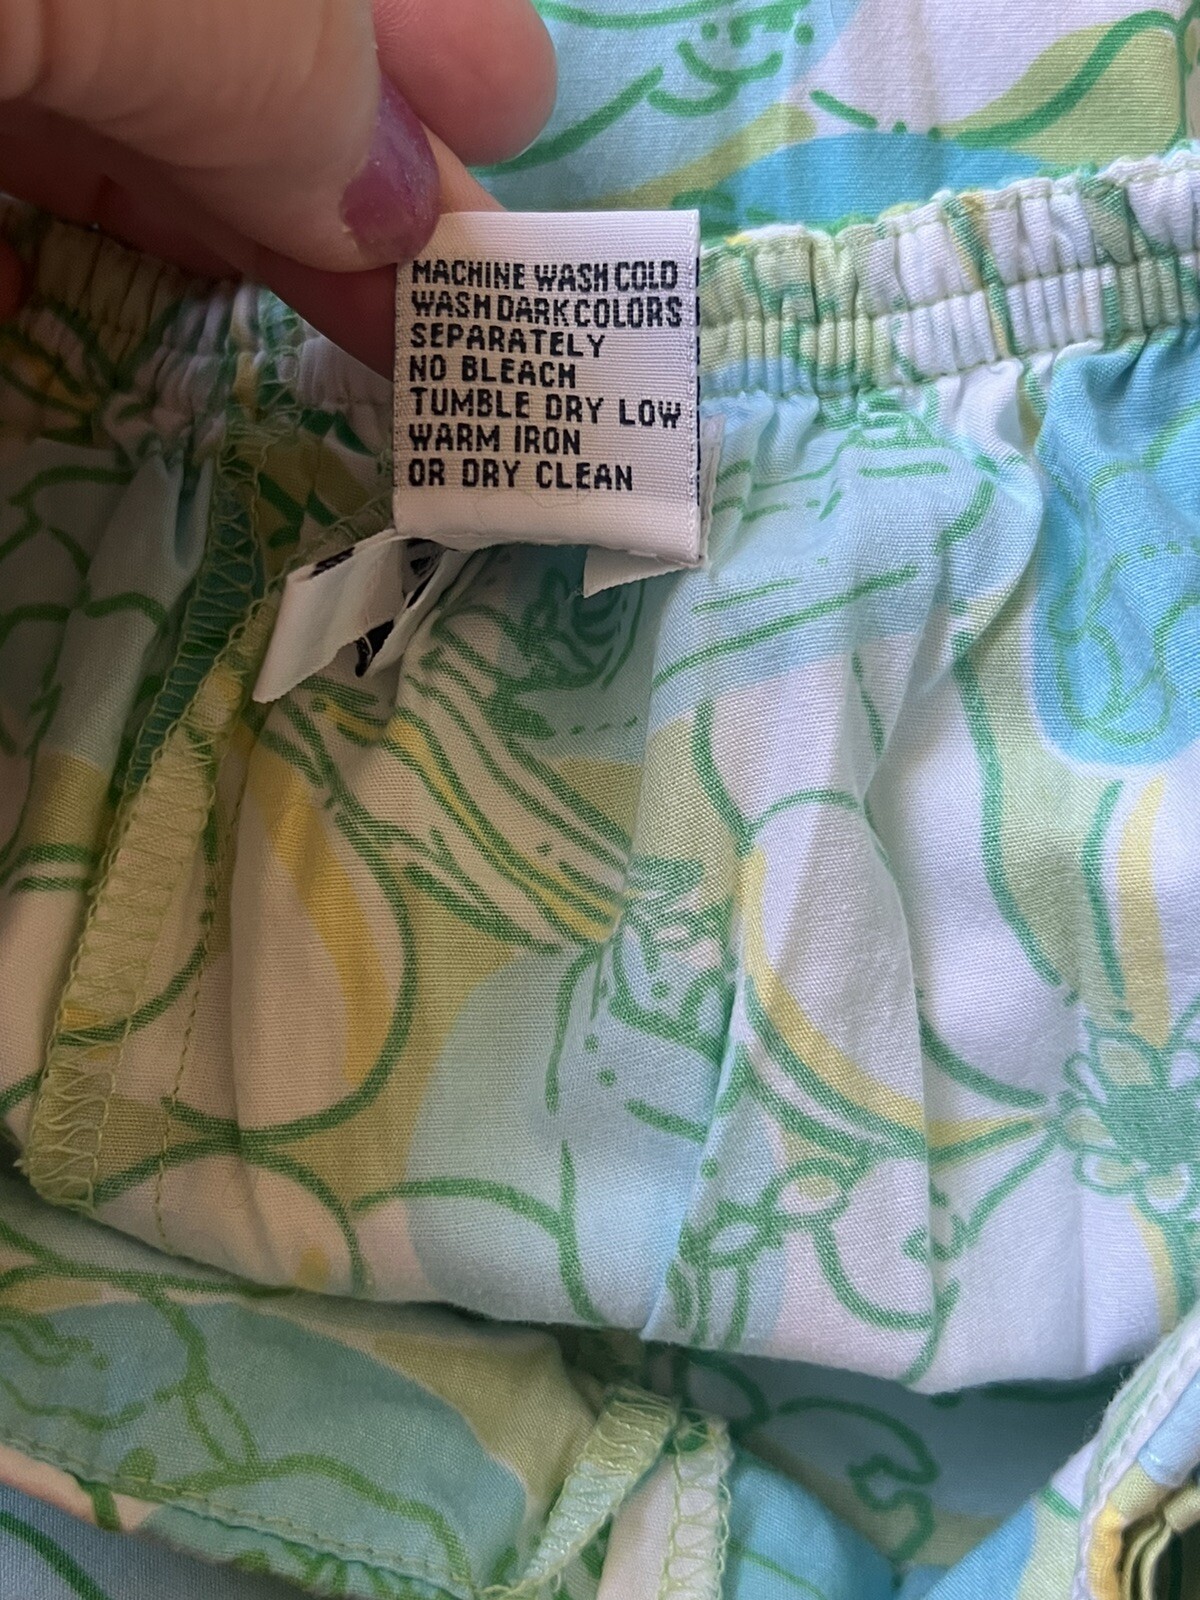 MACHINE WASH COLD
WASH DARK COLORS
SEPARATELY
NO BLEACH
TUMBLE DRY LOW
WARM IRON
OR DRY CLEAN